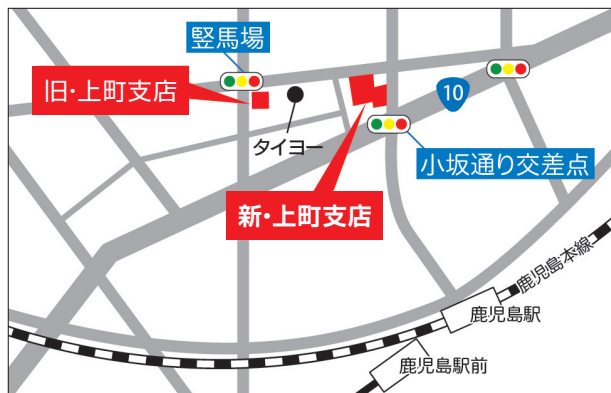 竪馬場
旧・上町支店
タイヨー
10
小坂通り交差点
新・上町支店
鹿児島本線
鹿児島駅
鹿児島駅前